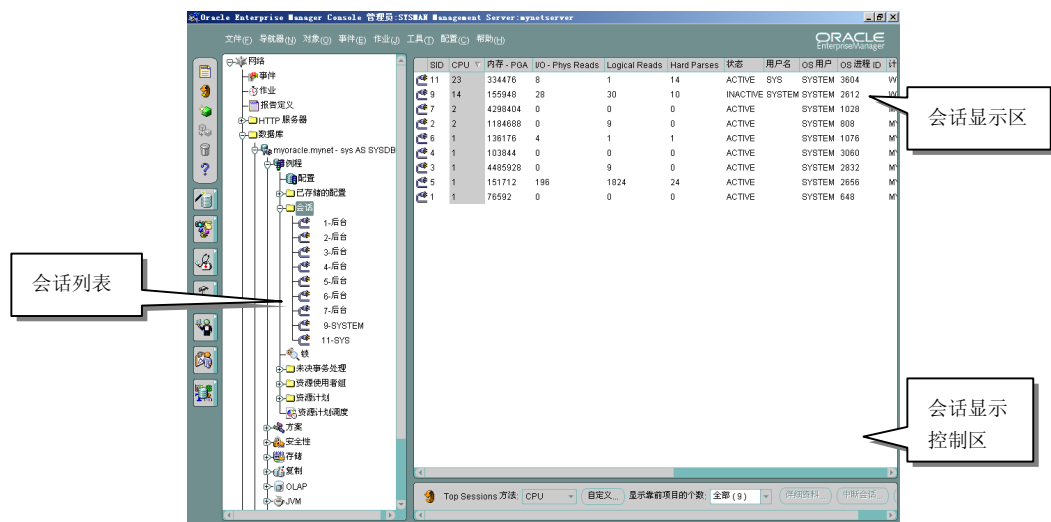 Oracle Enterprise Manager Console 管理员:SYSMAN Management Server:mynetserver
文件(F) 导航器(N) 对象(O) 事件(E) 作业(J) 工具(T) 配置(C) 帮助(H)
ORACLE
EnterpriseManager
网络
事件
作业
报告定义
HTTP 服务器
数据库
myoracle.mynet - sys AS SYSDB
例程
配置
已存储的配置
会话
1-后台
2-后台
3-后台
4-后台
5-后台
6-后台
7-后台
9-SYSTEM
11-SYS
锁
未决事务处理
资源使用者组
资源计划
资源计划调度
方案
安全性
存储
复制
OLAP
JVM
SID CPU 内存 - PGA I/O - Phys Reads Logical Reads Hard Parses 状态 用户名 OS 用户 OS 进程 ID 计
11 23 334476 8 1 14 ACTIVE SYS SYSTEM 3604 W
9 14 155948 28 30 10 INACTIVE SYSTEM SYSTEM 2612 W
7 2 4298404 0 0 0 ACTIVE SYSTEM 1028 M
2 2 1184688 0 9 0 ACTIVE SYSTEM 808 M
6 1 136176 4 1 1 ACTIVE SYSTEM 1076 M
4 1 103844 0 0 0 ACTIVE SYSTEM 3060 M
3 1 4485928 0 9 0 ACTIVE SYSTEM 2832 M
5 1 151712 196 1824 24 ACTIVE SYSTEM 2656 M
1 1 76592 0 0 0 ACTIVE SYSTEM 648 M
Top Sessions 方法: CPU 自定义... 显示靠前项目的个数: 全部 (9) 详细资料... 中断会话...
会话列表
会话显示区
会话显示
控制区